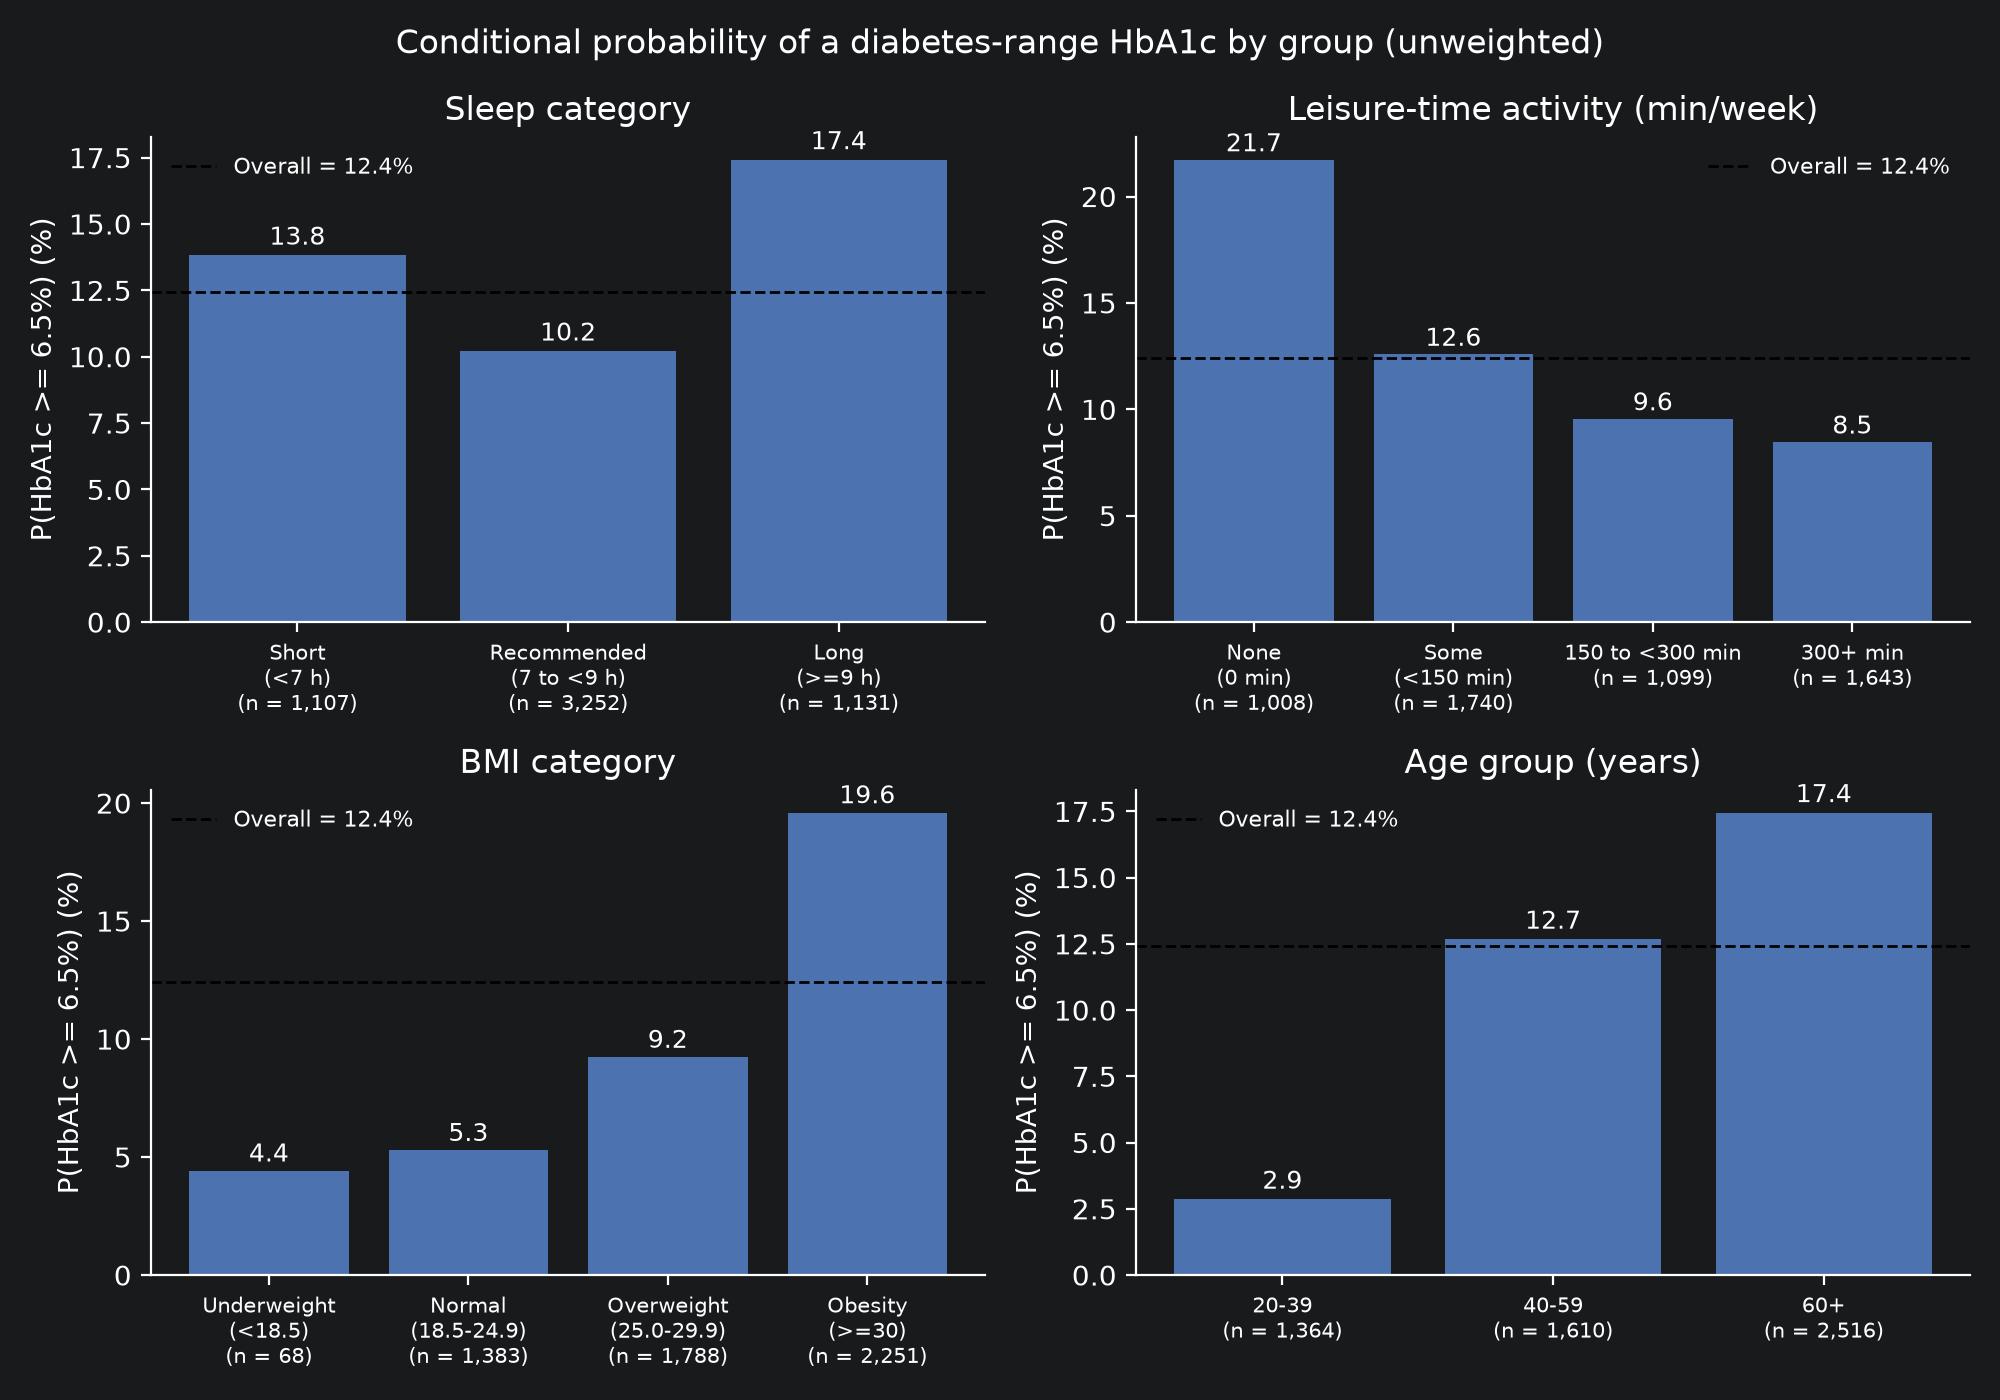 Conditional probability of a diabetes-range HbA1c by group (unweighted)
Sleep category
P(HbA1c >= 6.5%) (%)
17.5
15.0
12.5
10.0
7.5
5.0
2.5
0.0
Overall = 12.4%
13.8
10.2
17.4
Short
(<7 h)
(n = 1,107)
Recommended
(7 to <9 h)
(n = 3,252)
Long
(>=9 h)
(n = 1,131)
Leisure-time activity (min/week)
P(HbA1c >= 6.5%) (%)
20
15
10
5
0
Overall = 12.4%
21.7
12.6
9.6
8.5
None
(0 min)
(n = 1,008)
Some
(<150 min)
(n = 1,740)
150 to <300 min
(n = 1,099)
300+ min
(n = 1,643)
BMI category
P(HbA1c >= 6.5%) (%)
20
15
10
5
0
Overall = 12.4%
4.4
5.3
9.2
19.6
Underweight
(<18.5)
(n = 68)
Normal
(18.5-24.9)
(n = 1,383)
Overweight
(25.0-29.9)
(n = 1,788)
Obesity
(>=30)
(n = 2,251)
Age group (years)
P(HbA1c >= 6.5%) (%)
17.5
15.0
12.5
10.0
7.5
5.0
2.5
0.0
Overall = 12.4%
2.9
12.7
17.4
20-39
(n = 1,364)
40-59
(n = 1,610)
60+
(n = 2,516)